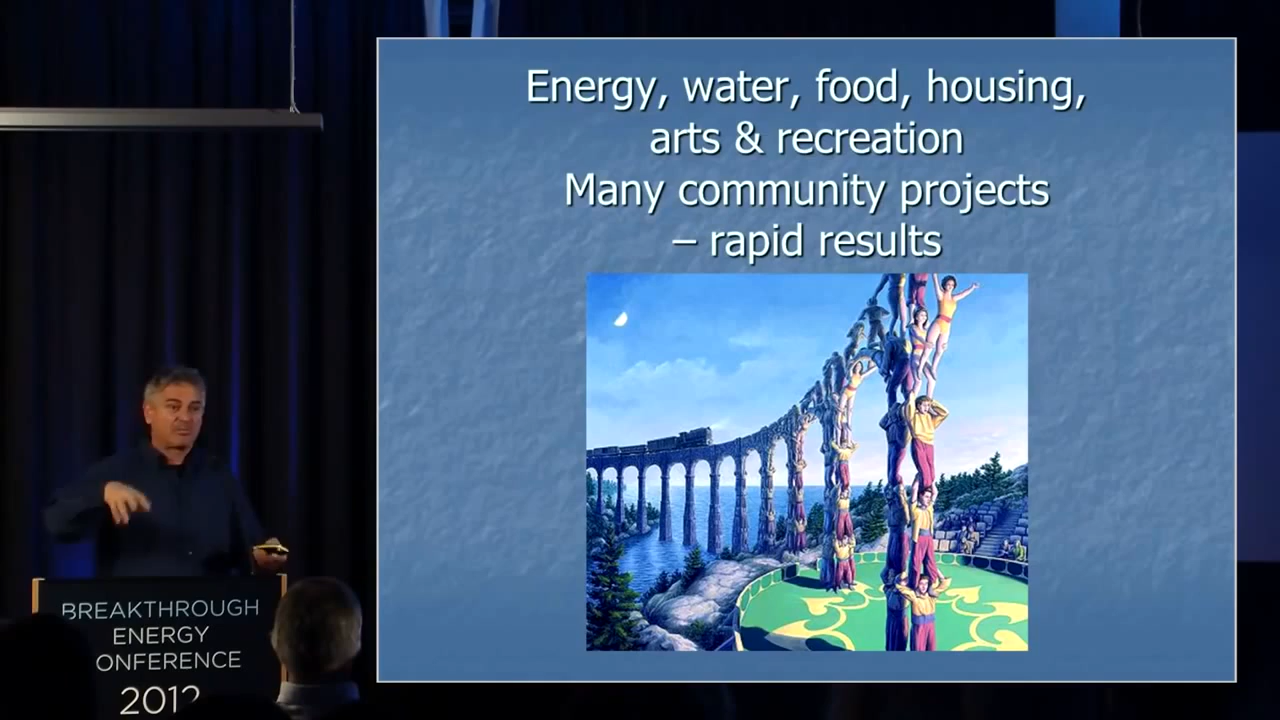 Energy, water, food, housing,
arts & recreation
Many community projects
– rapid results
BREAKTHROUGH
ENERGY
ONFERENCE
2012